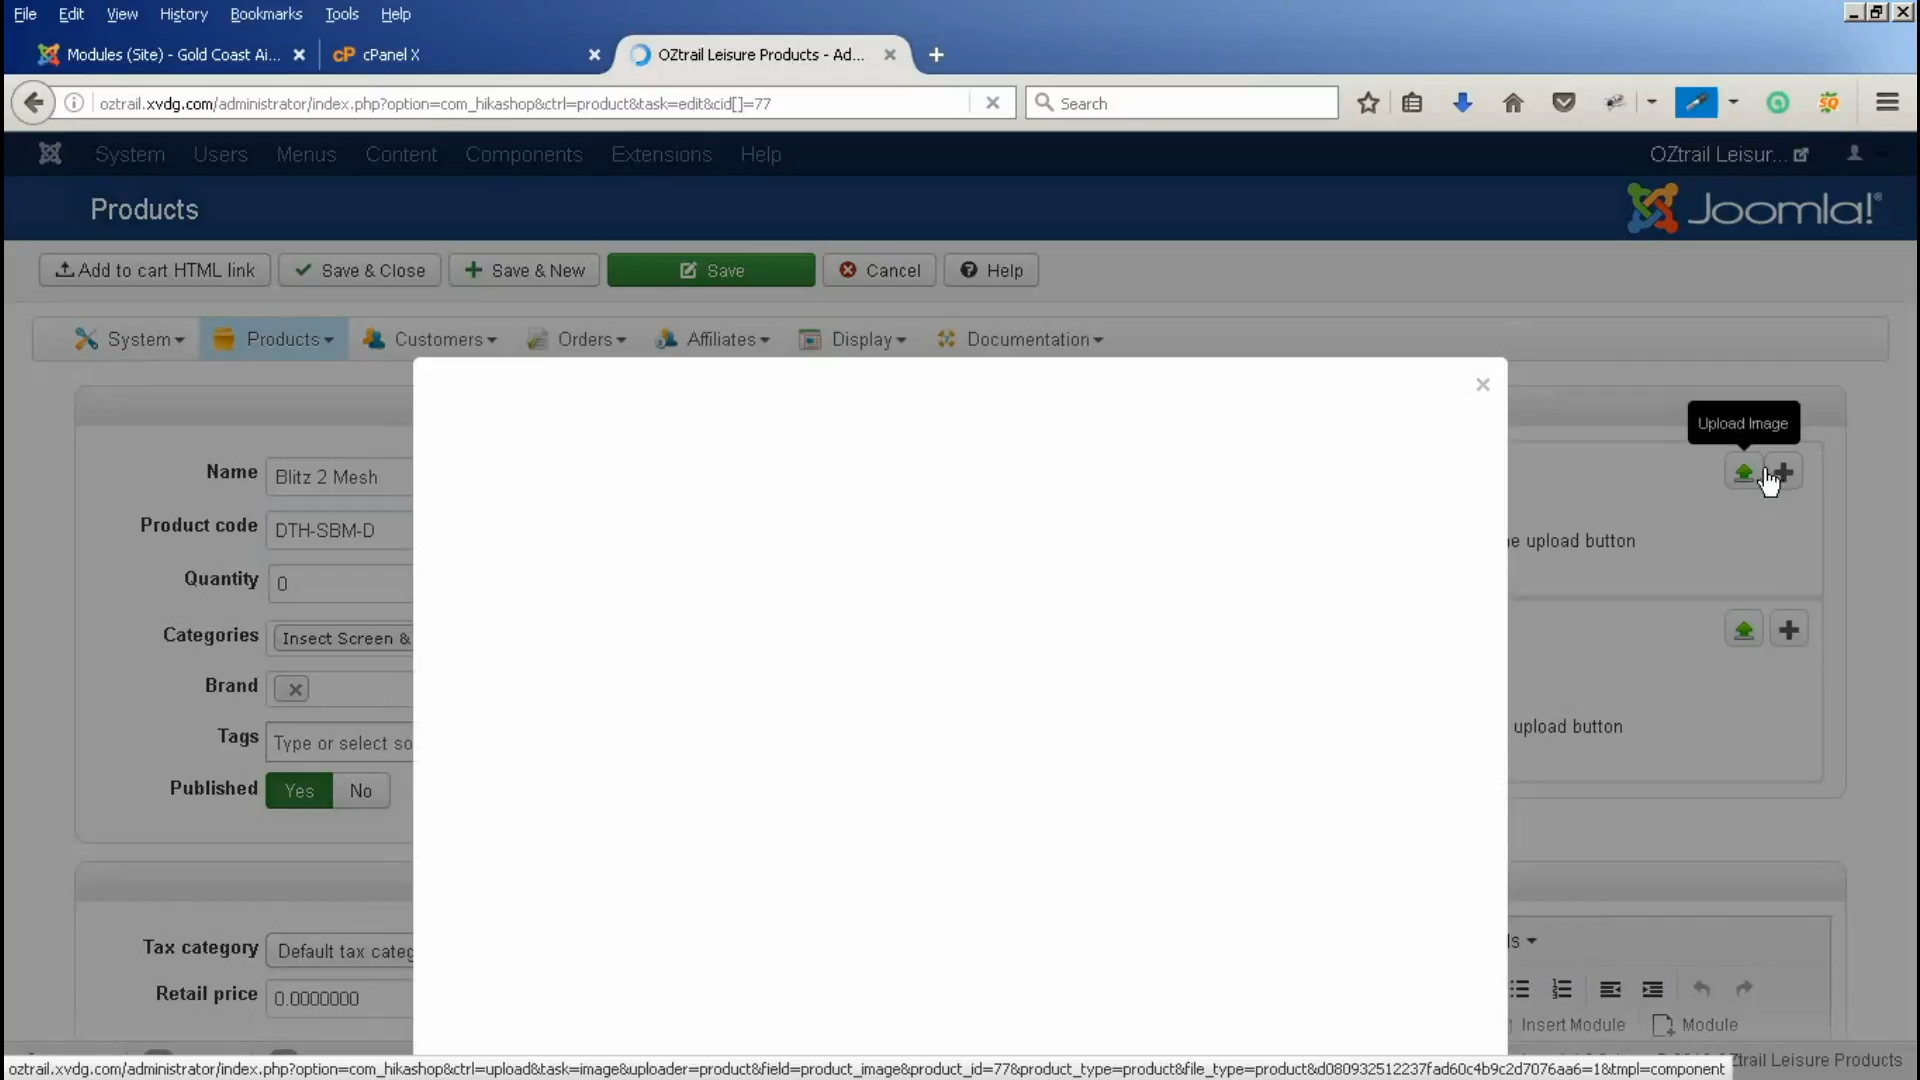 File Edit View History Bookmarks Tools Help
Modules (Site) - Gold Coast Ai... cP cPanel X OZtrail Leisure Products - Ad...
oztrail.xvdg.com/administrator/index.php?option=com_hikashop&ctrl=product&task=edit&cid[]=77 Search
System Users Menus Content Components Extensions Help OZtrail Leisur...
Products Joomla!®
Add to cart HTML link Save & Close Save & New Save Cancel Help
System Products Customers Orders Affiliates Display Documentation
Upload Image
Name Blitz 2 Mesh
Product code DTH-SBM-D
upload button
Quantity 0
Categories Insect Screen &
Brand
upload button
Tags Type or select so
Published Yes No
Tax category Default tax categ
Retail price 0.0000000
Insert Module Module
oztrail.xvdg.com/administrator/index.php?option=com_hikashop&ctrl=upload&task=image&uploader=product&field=product_image&product_id=77&product_type=product&file_type=product&d080932512237fad60c4b9c2d7076aa6=1&tmpl=component trail Leisure Products